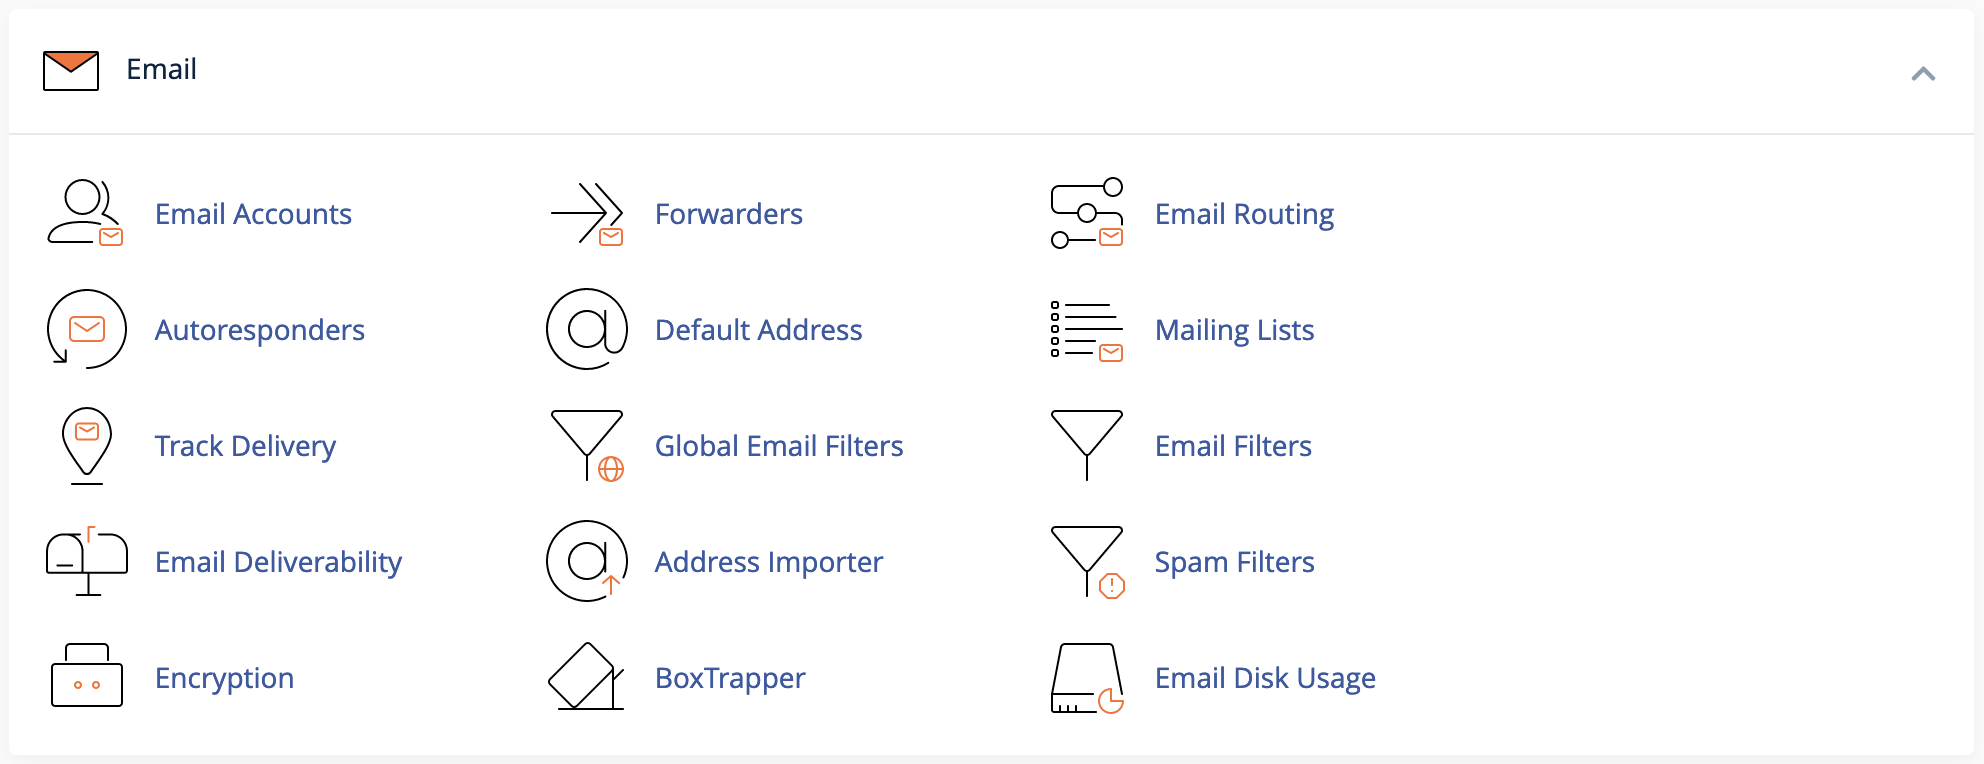 Email
Email Accounts
Forwarders
Email Routing
Autoresponders
Default Address
Mailing Lists
Track Delivery
Global Email Filters
Email Filters
Email Deliverability
Address Importer
Spam Filters
Encryption
BoxTrapper
Email Disk Usage